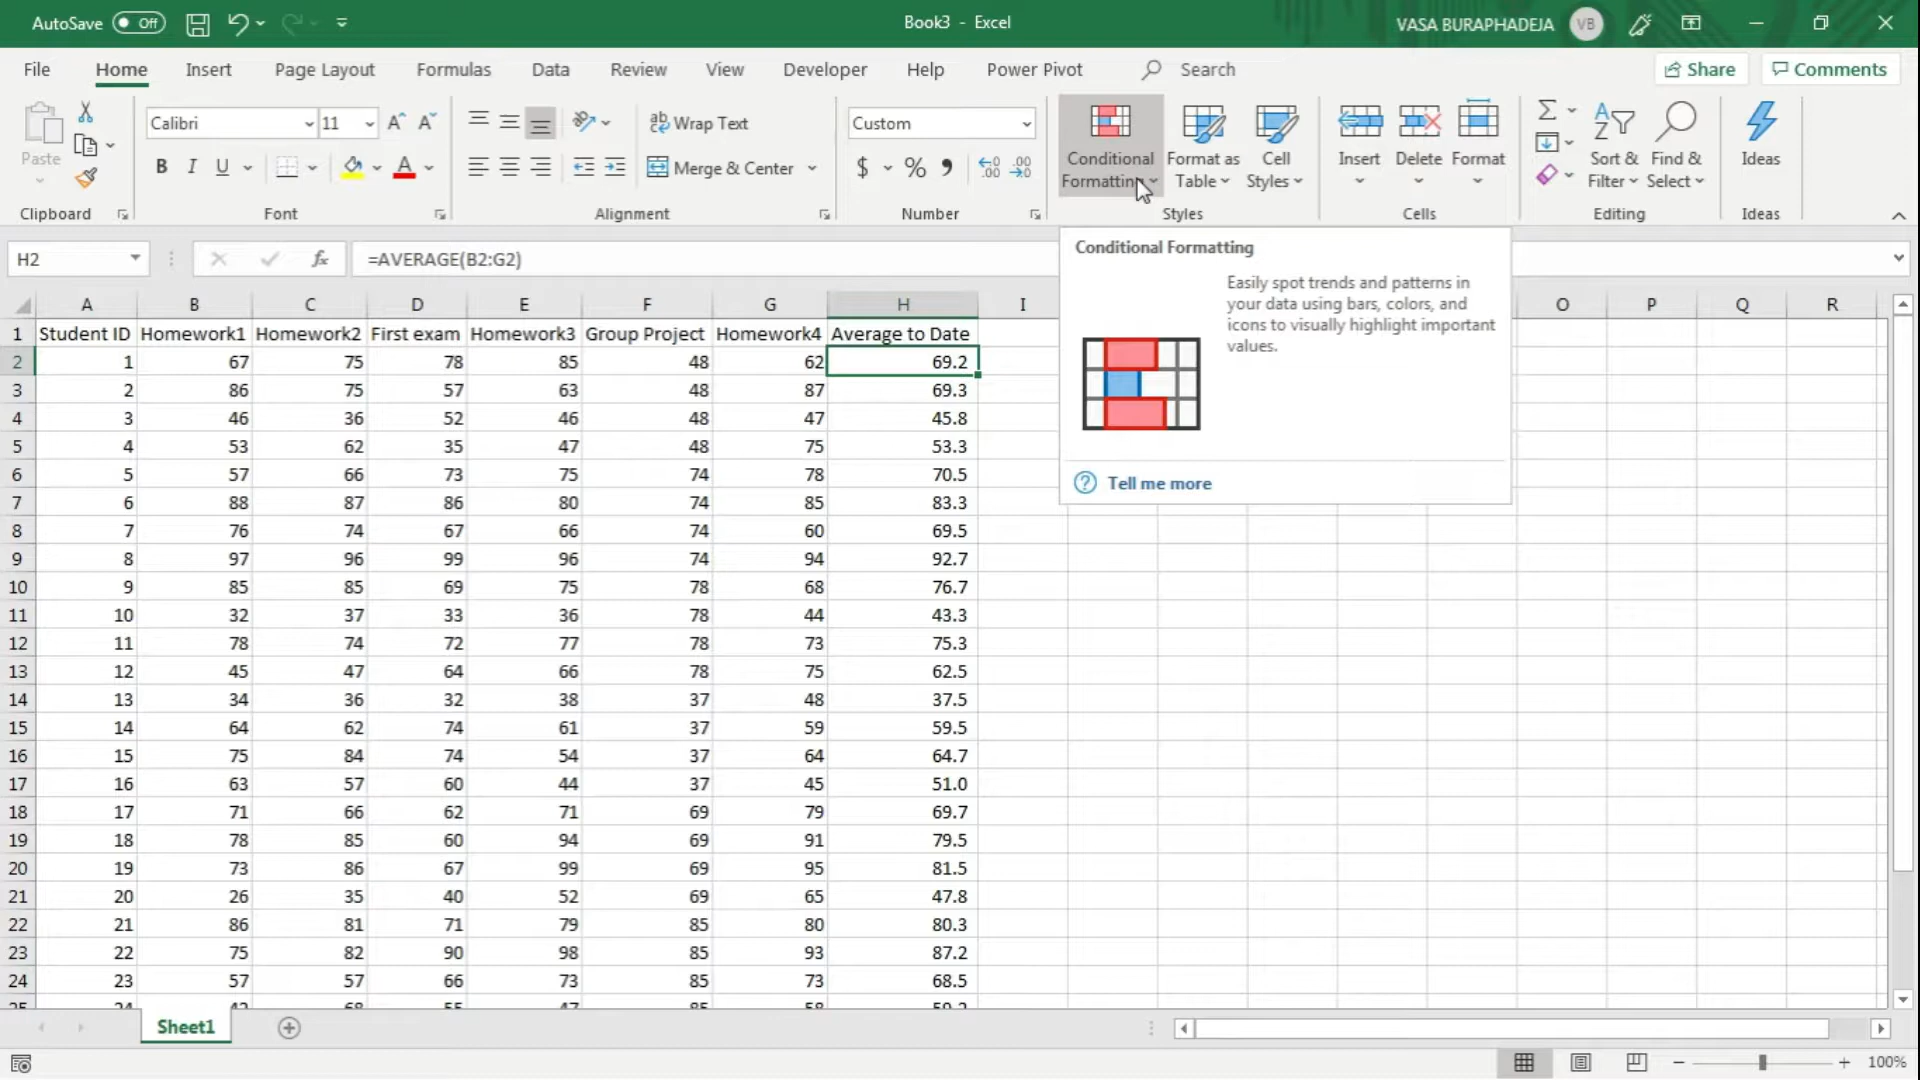 AutoSave Off Book3 - Excel VASA BURAPHADEJA VB
File Home Insert Page Layout Formulas Data Review View Developer Help Power Pivot Search Share Comments
Calibri 11 Wrap Text Custom
Paste B I U A Merge & Center $ % , Conditional Formatting Format as Table Cell Styles Insert Delete Format Sort & Filter Find & Select Ideas
Clipboard Font Alignment Number Styles Cells Editing Ideas
H2 fx =AVERAGE(B2:G2)
Conditional Formatting
Easily spot trends and patterns in
your data using bars, colors, and
icons to visually highlight important
values.
Tell me more
A B C D E F G H I O P Q R
1 Student ID Homework1 Homework2 First exam Homework3 Group Project Homework4 Average to Date
2 1 67 75 78 85 48 62 69.2
3 2 86 75 57 63 48 87 69.3
4 3 46 36 52 46 48 47 45.8
5 4 53 62 35 47 48 75 53.3
6 5 57 66 73 75 74 78 70.5
7 6 88 87 86 80 74 85 83.3
8 7 76 74 67 66 74 60 69.5
9 8 97 96 99 96 74 94 92.7
10 9 85 85 69 75 78 68 76.7
11 10 32 37 33 36 78 44 43.3
12 11 78 74 72 77 78 73 75.3
13 12 45 47 64 66 78 75 62.5
14 13 34 36 32 38 37 48 37.5
15 14 64 62 74 61 37 59 59.5
16 15 75 84 74 54 37 64 64.7
17 16 63 57 60 44 37 45 51.0
18 17 71 66 62 71 69 79 69.7
19 18 78 85 60 94 69 91 79.5
20 19 73 86 67 99 69 95 81.5
21 20 26 35 40 52 69 65 47.8
22 21 86 81 71 79 85 80 80.3
23 22 75 82 90 98 85 93 87.2
24 23 57 57 66 73 85 73 68.5
Sheet1
100%